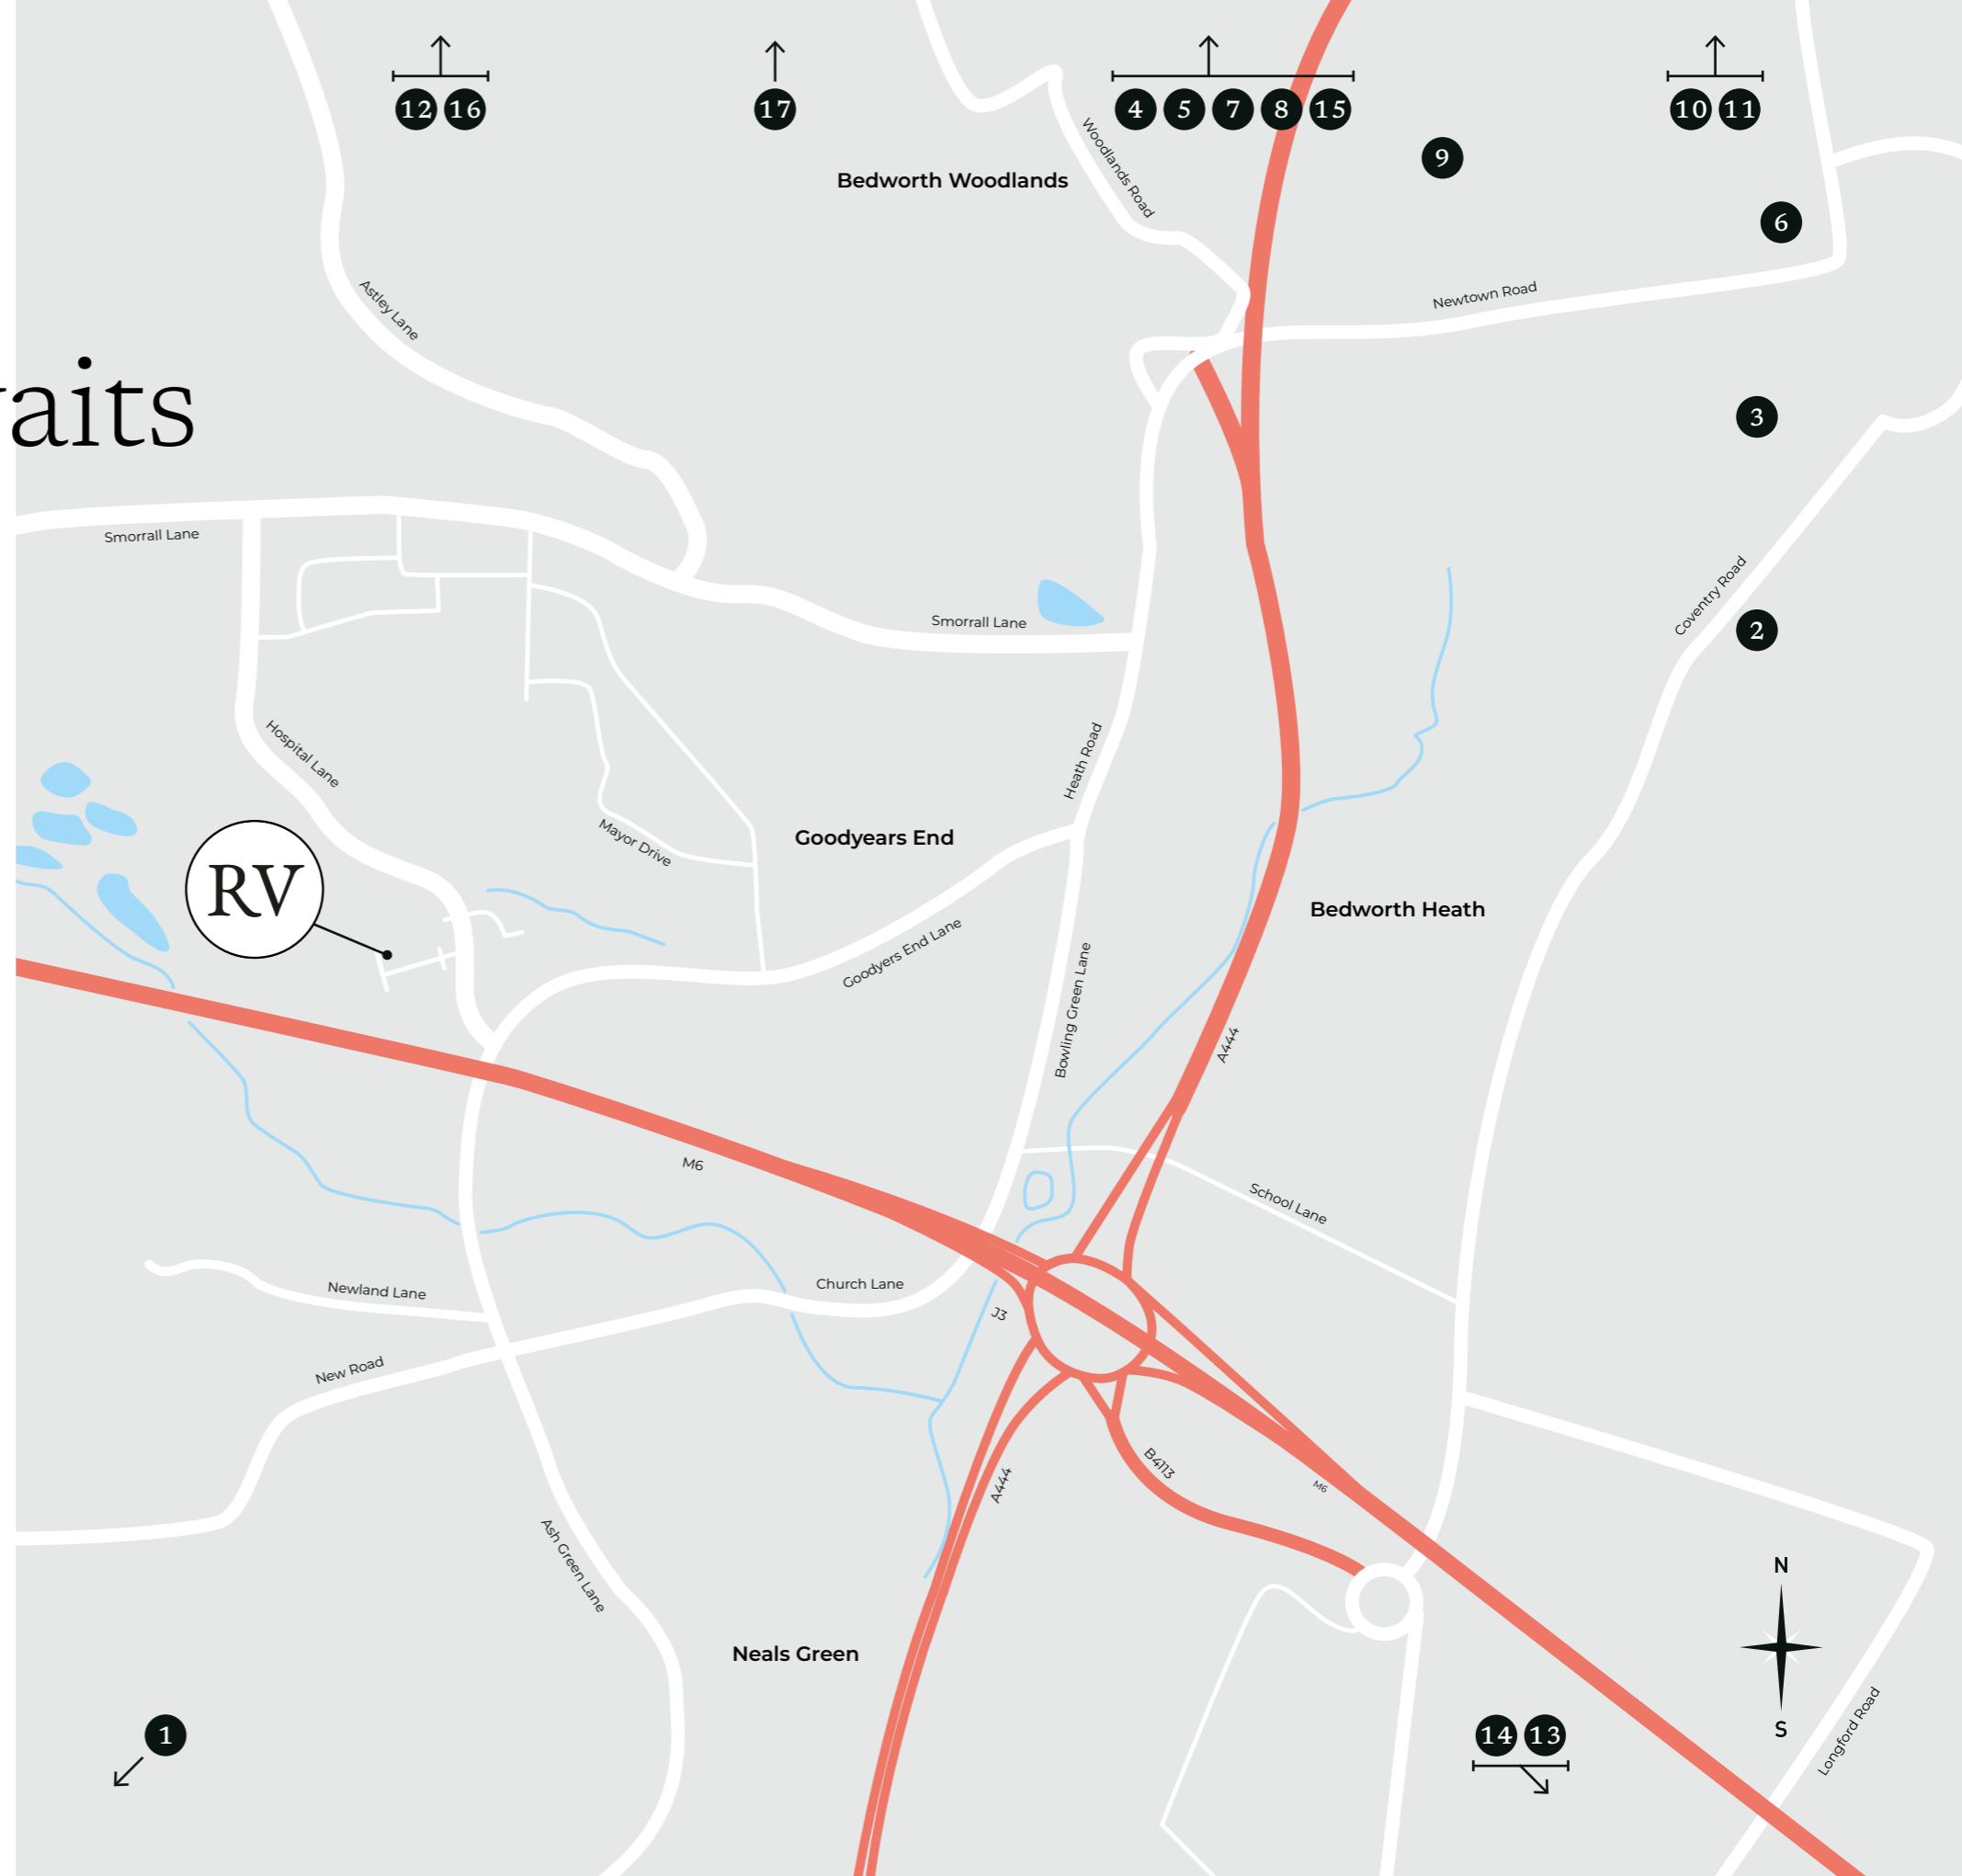 12 16
17
4 5 7 8 15
10 11
9
Bedworth Woodlands
Woodlands Road
6
Newtown Road
Astley Lane
aits
3
Smorrall Lane
Smorrall Lane
Coventry Road
2
Hospital Lane
Heath Road
Mayor Drive
Goodyears End
RV
Bedworth Heath
Goodyers End Lane
Bowling Green Lane
A444
M6
School Lane
Newland Lane
Church Lane
J3
New Road
B4113
A444
M6
Ash Green Lane
N
Neals Green
S
1
14 13
Longford Road